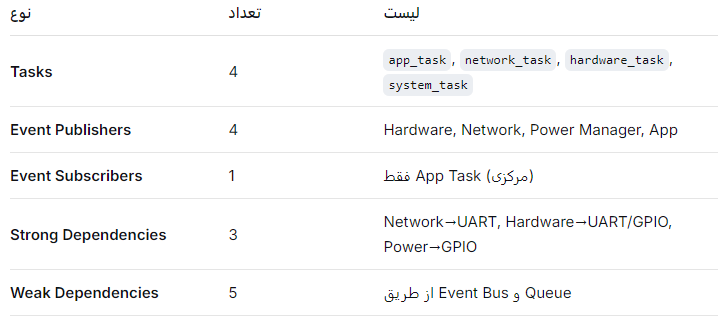 نوع تعداد لیست
Tasks 4 app_task, network_task, hardware_task,
system_task
Event Publishers 4 Hardware, Network, Power Manager, App
Event Subscribers 1 فقط App Task (مرکزی)
Strong Dependencies 3 Network→UART, Hardware→UART/GPIO,
Power→GPIO
Weak Dependencies 5 از طریق Event Bus و Queue